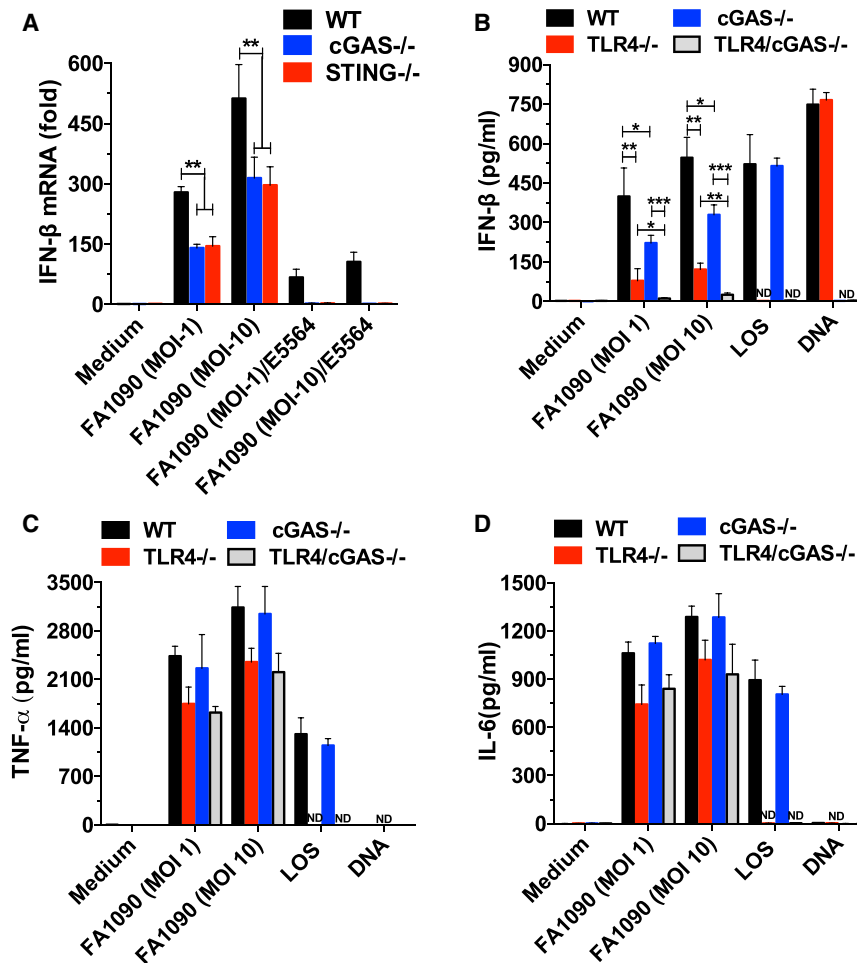 A
WT
cGAS-/-
STING-/-
IFN-β mRNA (fold)
600
450
300
150
0
**
**
Medium
FA1090 (MOI-1)
FA1090 (MOI-10)
FA1090 (MOI-1)/E5564
FA1090 (MOI-10)/E5564
B
WT cGAS-/-
TLR4-/- TLR4/cGAS-/-
IFN-β (pg/ml)
900
750
600
450
300
150
0
*
**
***
*
*
**
***
**
ND ND
Medium
FA1090 (MOI 1)
FA1090 (MOI 10)
LOS
DNA
C
WT cGAS-/-
TLR4-/- TLR4/cGAS-/-
TNF-α (pg/ml)
3500
2800
2100
1400
700
0
ND ND ND
Medium
FA1090 (MOI 1)
FA1090 (MOI 10)
LOS
DNA
D
WT cGAS-/-
TLR4-/- TLR4/cGAS-/-
IL-6(pg/ml)
1500
1200
900
600
300
0
ND ND ND
Medium
FA1090 (MOI 1)
FA1090 (MOI 10)
LOS
DNA